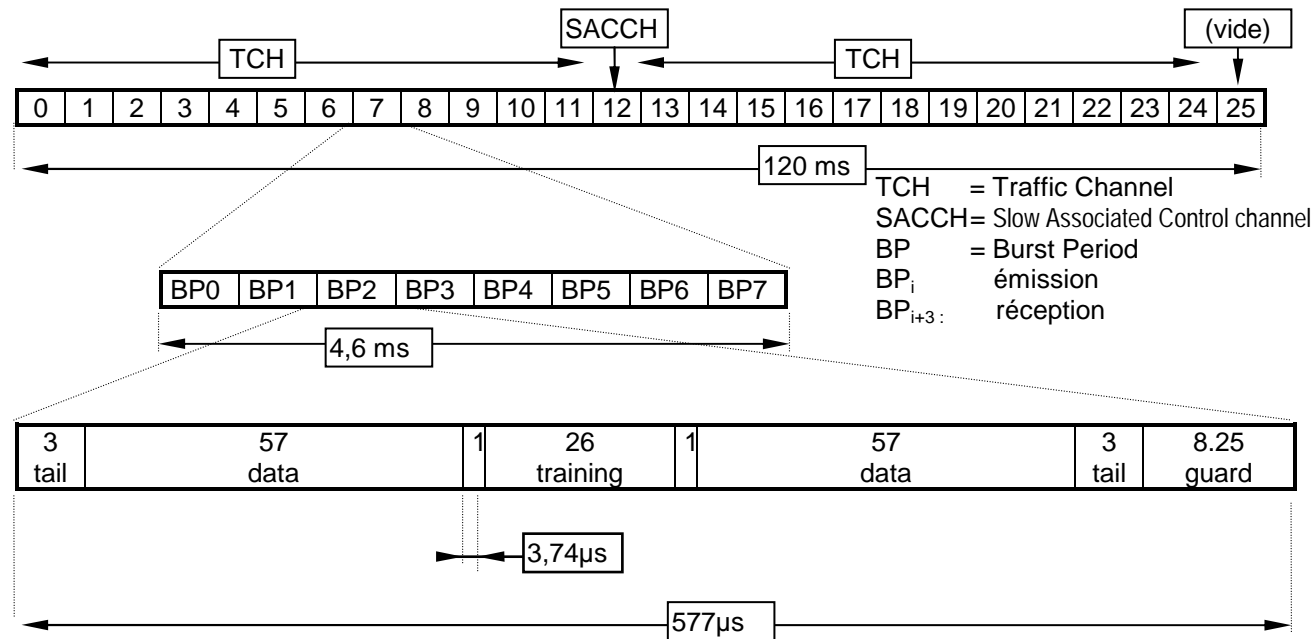 SACCH (vide)
TCH TCH
0 1 2 3 4 5 6 7 8 9 10 11 12 13 14 15 16 17 18 19 20 21 22 23 24 25
120 ms
TCH = Traffic Channel
SACCH= Slow Associated Control channel
BP = Burst Period
BPi émission
BPi+3 : réception
BP0 BP1 BP2 BP3 BP4 BP5 BP6 BP7
4,6 ms
3 57 1 26 1 57 3 8.25
tail data training data tail guard
3,74µs
577µs